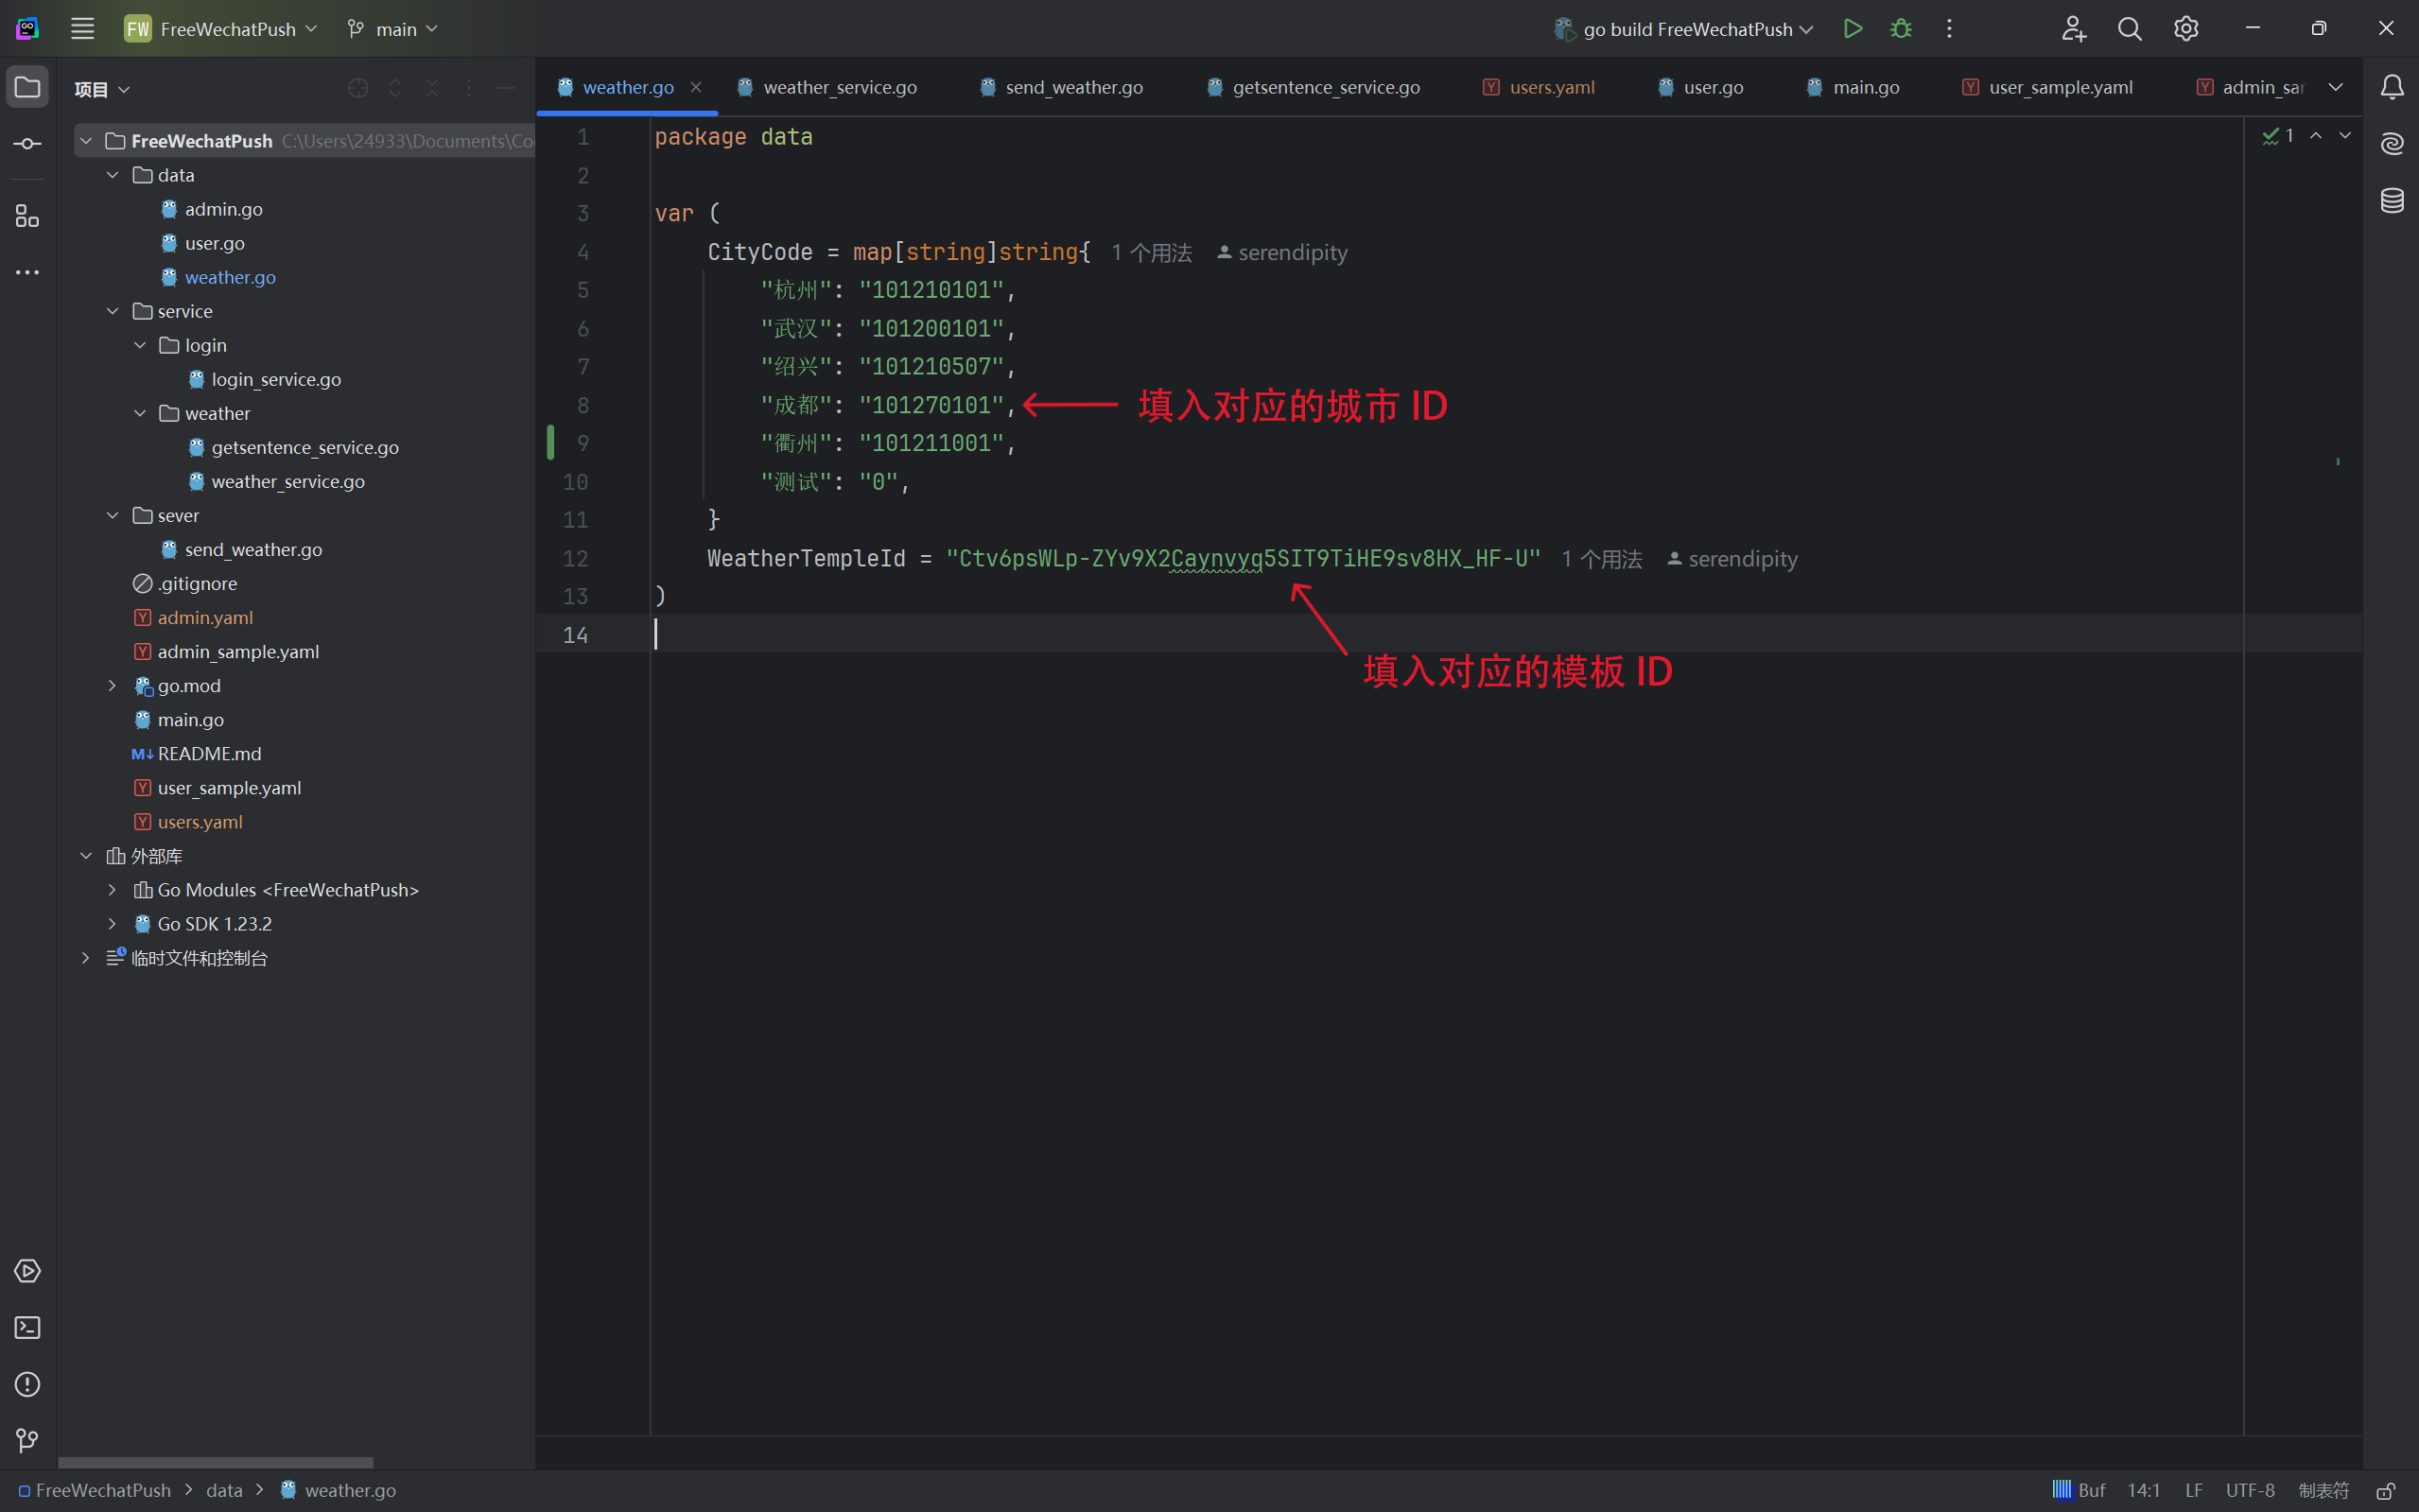 FW FreeWechatPush main go build FreeWechatPush
项目
weather.go weather_service.go send_weather.go getsentence_service.go users.yaml user.go main.go user_sample.yaml admin_sar
FreeWechatPush C:\Users\24933\Documents\Co
data
admin.go
user.go
weather.go
service
login
login_service.go
weather
getsentence_service.go
weather_service.go
sever
send_weather.go
.gitignore
admin.yaml
admin_sample.yaml
go.mod
main.go
README.md
user_sample.yaml
users.yaml
外部库
Go Modules <FreeWechatPush>
Go SDK 1.23.2
临时文件和控制台
1 package data
2
3 var (
4 CityCode = map[string]string{ 1 个用法 serendipity
5 "杭州": "101210101",
6 "武汉": "101200101",
7 "绍兴": "101210507",
8 "成都": "101270101", 填入对应的城市 ID
9 "衢州": "101211001",
10 "测试": "0",
11 }
12 WeatherTempleId = "Ctv6psWLp-ZYv9X2Caynvyq5SIT9TiHE9sv8HX_HF-U" 1 个用法 serendipity
13 )
14
填入对应的模板 ID
1
FreeWechatPush > data > weather.go
Buf 14:1 LF UTF-8 制表符